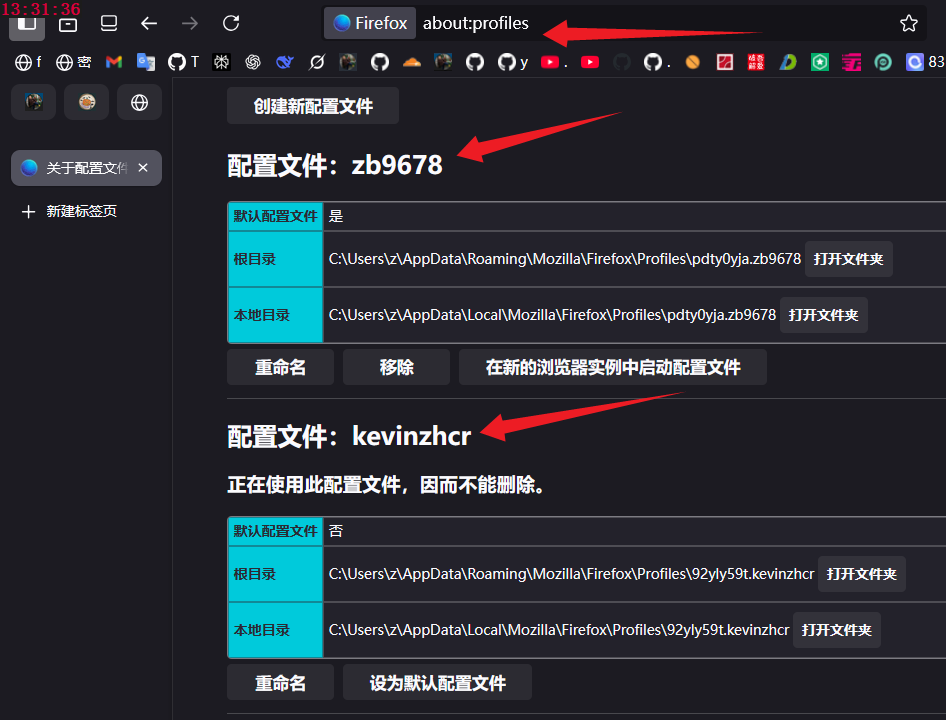 13:31:36
Firefox about:profiles
f 密 T y . . . 83
创建新配置文件
关于配置文件
新建标签页
配置文件：zb9678
默认配置文件 是
根目录 C:\Users\z\AppData\Roaming\Mozilla\Firefox\Profiles\pdty0yja.zb9678 打开文件夹
本地目录 C:\Users\z\AppData\Local\Mozilla\Firefox\Profiles\pdty0yja.zb9678 打开文件夹
重命名 移除 在新的浏览器实例中启动配置文件
配置文件：kevinzhcr
正在使用此配置文件，因而不能删除。
默认配置文件 否
根目录 C:\Users\z\AppData\Roaming\Mozilla\Firefox\Profiles\92yly59t.kevinzhcr 打开文件夹
本地目录 C:\Users\z\AppData\Local\Mozilla\Firefox\Profiles\92yly59t.kevinzhcr 打开文件夹
重命名 设为默认配置文件